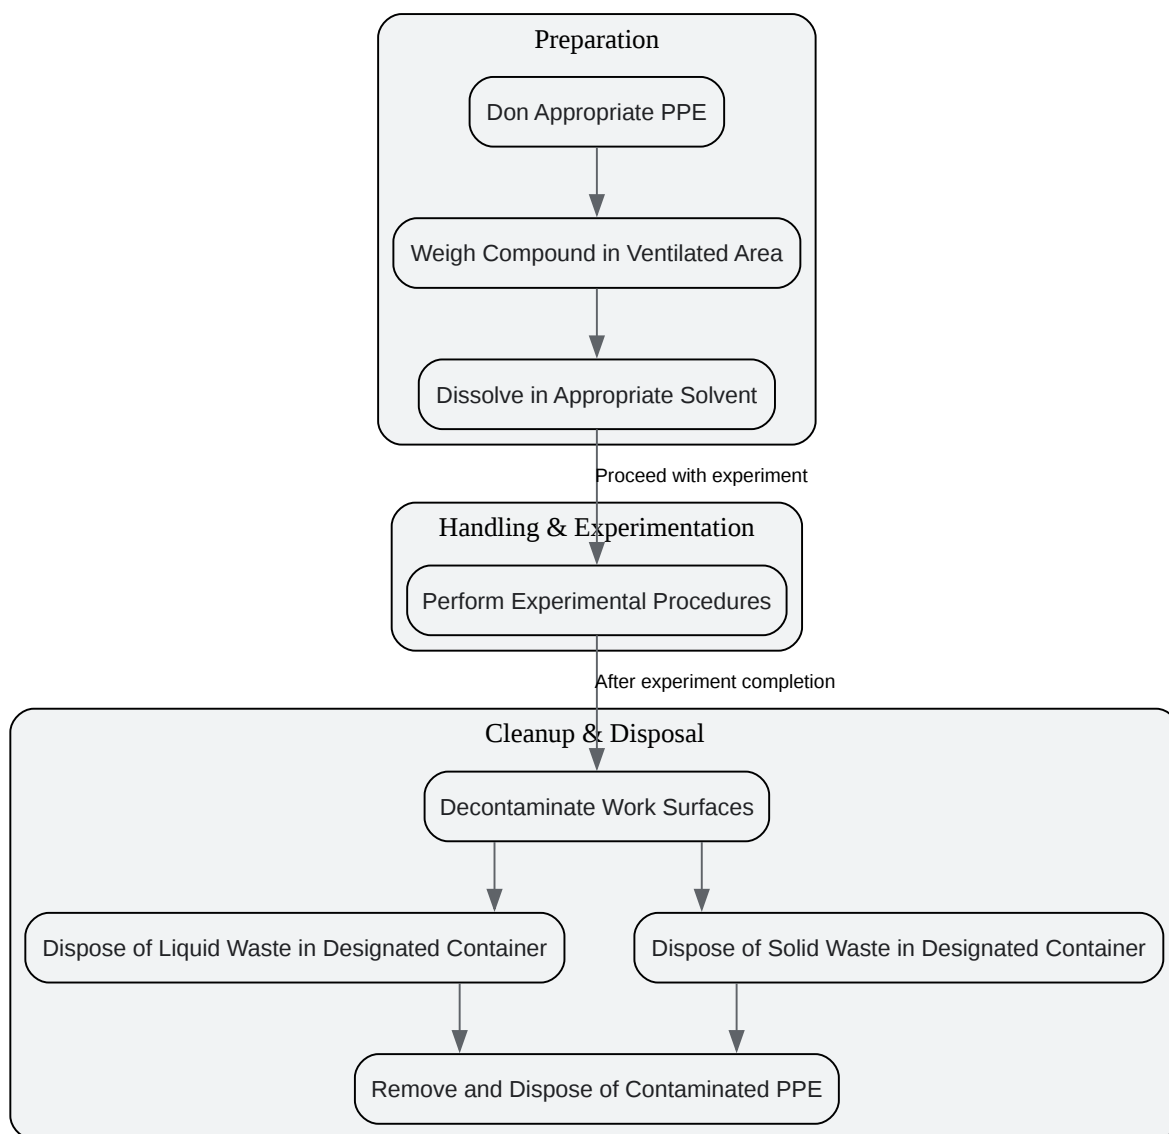 Preparation
Don Appropriate PPE
Weigh Compound in Ventilated Area
Dissolve in Appropriate Solvent
Proceed with experiment
Handling & Experimentation
Perform Experimental Procedures
After experiment completion
Cleanup & Disposal
Decontaminate Work Surfaces
Dispose of Liquid Waste in Designated Container
Dispose of Solid Waste in Designated Container
Remove and Dispose of Contaminated PPE